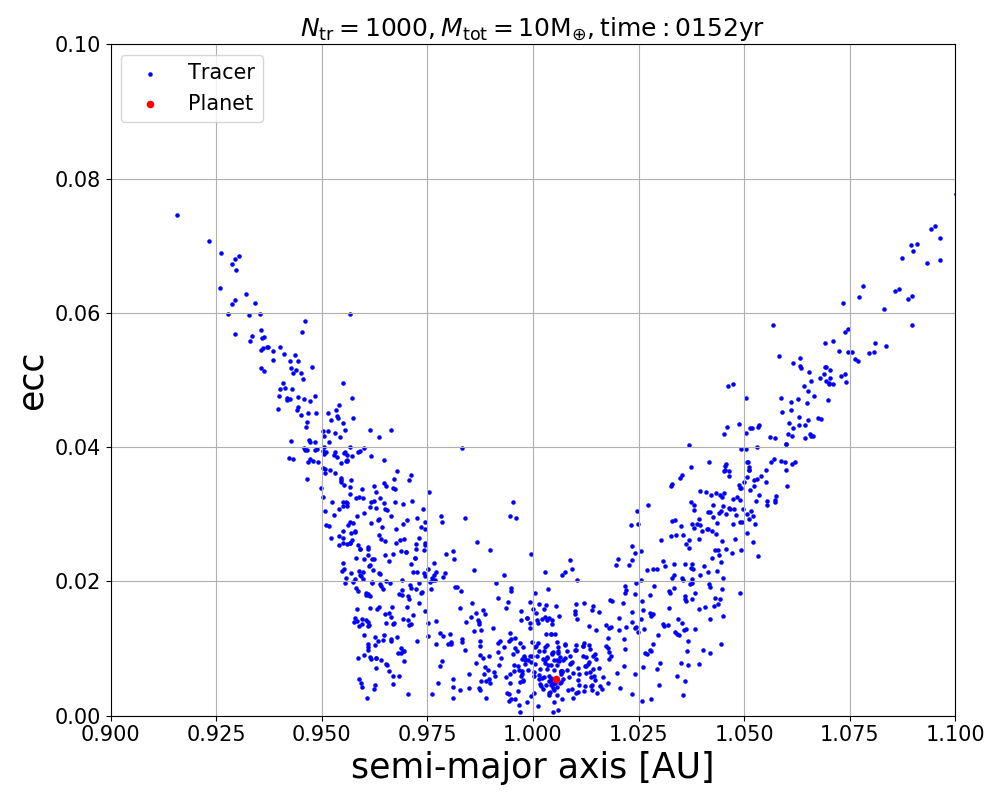 N_tr = 1000, M_tot = 10M_⊕, time : 0152yr
Tracer
Planet
ecc
0.10
0.08
0.06
0.04
0.02
0.00
0.900 0.925 0.950 0.975 1.000 1.025 1.050 1.075 1.100
semi-major axis [AU]